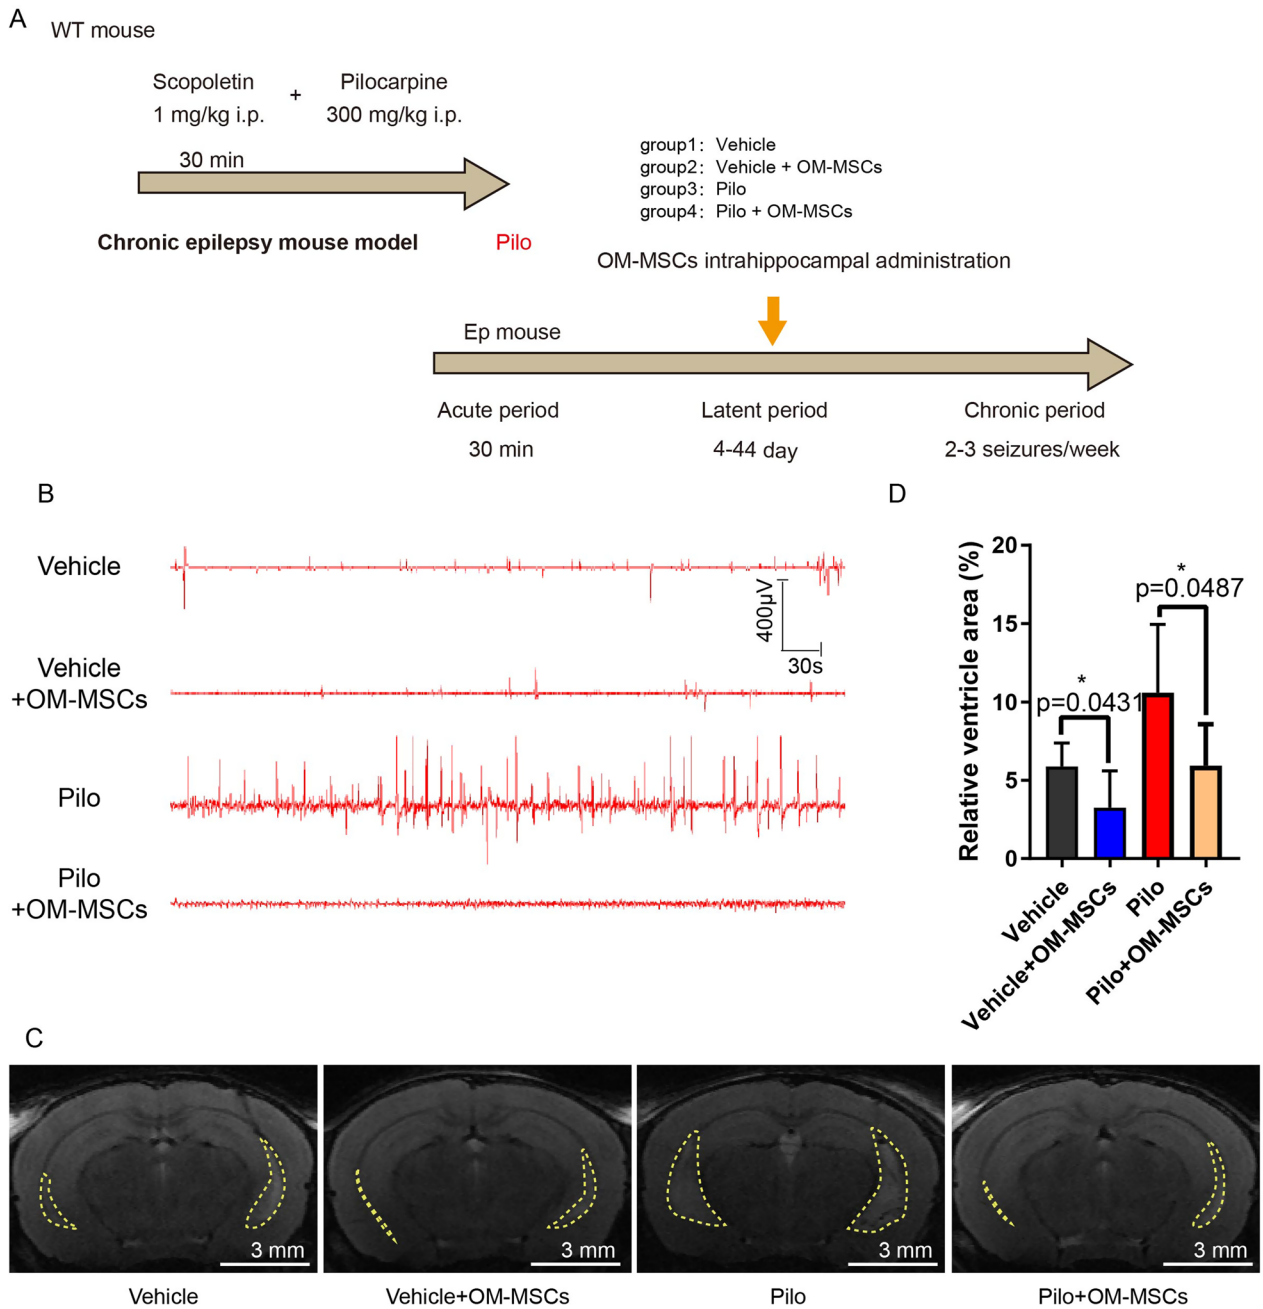 A
WT mouse
Scopoletin + Pilocarpine
1 mg/kg i.p. 300 mg/kg i.p.
30 min
Chronic epilepsy mouse model Pilo
group1: Vehicle
group2: Vehicle + OM-MSCs
group3: Pilo
group4: Pilo + OM-MSCs
OM-MSCs intrahippocampal administration
Ep mouse
Acute period Latent period Chronic period
30 min 4-44 day 2-3 seizures/week
B
Vehicle
Vehicle
+OM-MSCs
Pilo
Pilo
+OM-MSCs
400μV
30s
D
Relative ventricle area (%)
20
15
10
5
0
*
p=0.0431
*
p=0.0487
Vehicle
Vehicle+OM-MSCs
Pilo
Pilo+OM-MSCs
C
3 mm 3 mm 3 mm 3 mm
Vehicle Vehicle+OM-MSCs Pilo Pilo+OM-MSCs